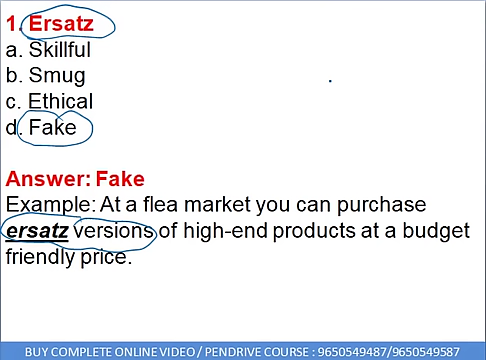 1. Ersatz
a. Skillful
b. Smug
c. Ethical
d. Fake
Answer: Fake
Example: At a flea market you can purchase
ersatz versions of high-end products at a budget
friendly price.
BUY COMPLETE ONLINE VIDEO / PENDRIVE COURSE : 9650549487/9650549587